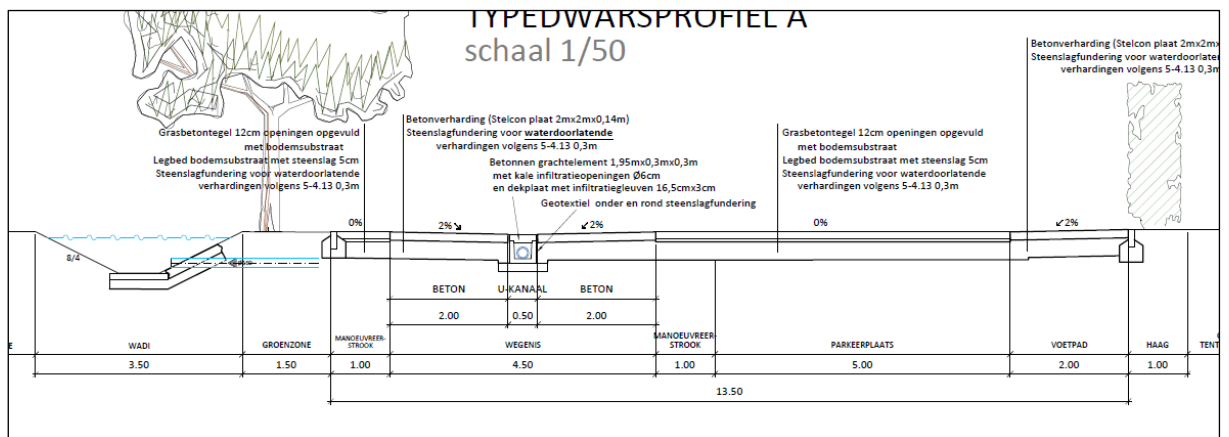 TYPEDWARSPROFIEL A
schaal 1/50
Betonverharding (Stelcon plaat 2mx2mx
Steenslagfundering voor waterdoorlate
verhardingen volgens 5-4.13 0,3m
Grasbetontegel 12cm openingen opgevuld
met bodemsubstraat
Legbed bodemsubstraat met steenslag 5cm
Steenslagfundering voor waterdoorlatende
verhardingen volgens 5-4.13 0,3m
Betonverharding (Stelcon plaat 2mx2mx0,14m)
Steenslagfundering voor waterdoorlatende
verhardingen volgens 5-4.13 0,3m
Betonnen grachtelement 1,95mx0,3mx0,3m
met kale infiltratieopeningen Ø6cm
en dekplaat met infiltratiegleuven 16,5cmx3cm
Geotextiel onder en rond steenslagfundering
Grasbetontegel 12cm openingen opgevuld
met bodemsubstraat
Legbed bodemsubstraat met steenslag 5cm
Steenslagfundering voor waterdoorlatende
verhardingen volgens 5-4.13 0,3m
0% 2% 2% 0% 2%
8/4
BETON U-KANAAL BETON
2.00 0.50 2.00
E WADI GROENZONE MANOEUVREER-STROOK WEGENIS MANOEUVREER-STROOK PARKEERPLAATS VOETPAD HAAG TENT
3.50 1.50 1.00 4.50 1.00 5.00 2.00 1.00
13.50